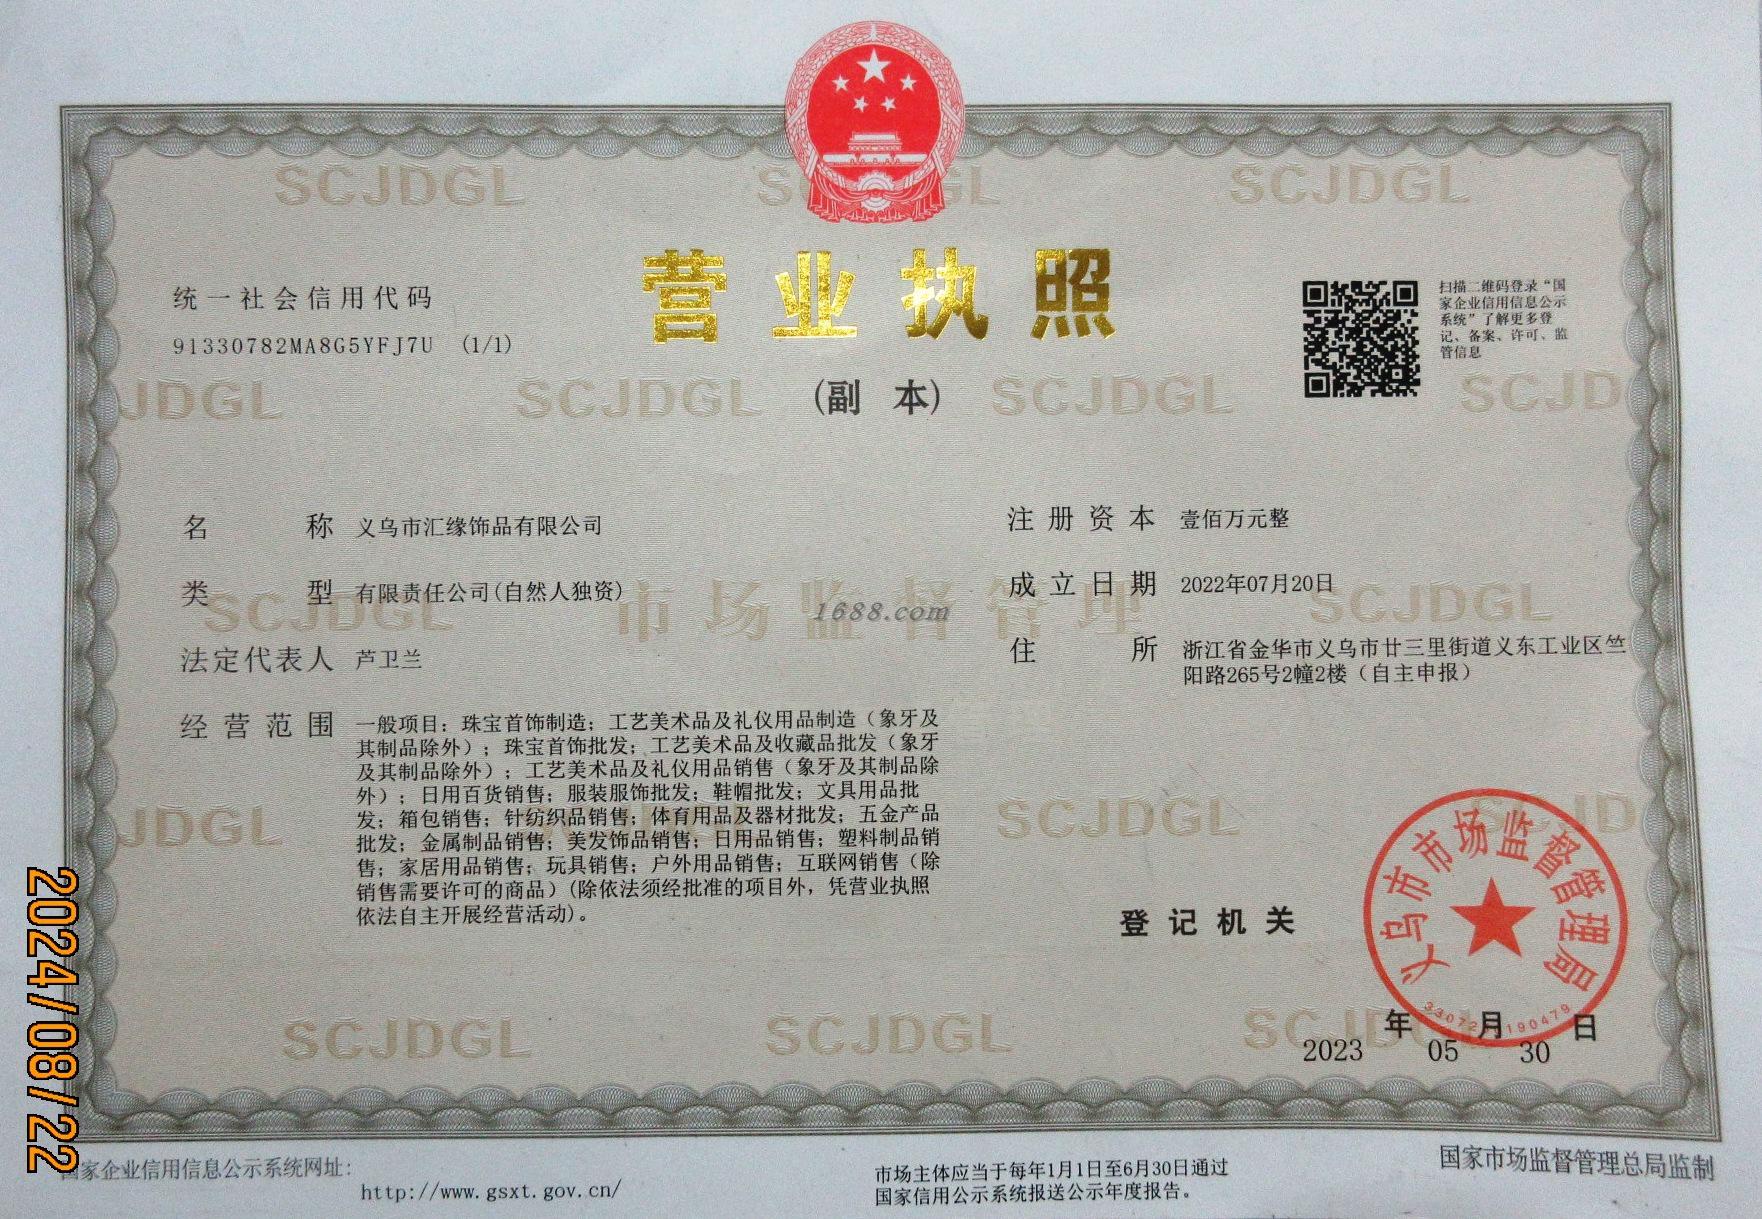 SCJDGL SCJDGL
营业执照
(副 本)
统一社会信用代码
91330782MA8G5YFJ7U (1/1)
扫描二维码登录“国
家企业信用信息公示
系统”了解更多登
记、备案、许可、监
管信息
JDGL SCJDGL SCJDGL SCJD
名 称 义乌市汇缘饰品有限公司
类 型 有限责任公司(自然人独资)
法定代表人 芦卫兰
经营范围 一般项目：珠宝首饰制造；工艺美术品及礼仪用品制造（象牙及
其制品除外）；珠宝首饰批发；工艺美术品及收藏品批发（象牙
及其制品除外）；工艺美术品及礼仪用品销售（象牙及其制品除
外）；日用百货销售；服装服饰批发；鞋帽批发；文具用品批
发；箱包销售；针纺织品销售；体育用品及器材批发；五金产品
批发；金属制品销售；美发饰品销售；日用品销售；塑料制品销
售；家居用品销售；玩具销售；户外用品销售；互联网销售（除
销售需要许可的商品）(除依法须经批准的项目外，凭营业执照
依法自主开展经营活动)。
注册资本 壹佰万元整
成立日期 2022年07月20日
住 所 浙江省金华市义乌市廿三里街道义东工业区竺
阳路265号2幢2楼（自主申报）
SCJDGL 市场监督管理 SCJDGL
1688.com
JDGL SCJDGL SCJDGL
登记机关
义乌市市场监督管理局
年 月 日
2023 05 30
SCJDGL SCJDGL
2024/08/22
国家企业信用信息公示系统网址：
http://www.gsxt.gov.cn/
市场主体应当于每年1月1日至6月30日通过
国家信用公示系统报送公示年度报告。
国家市场监督管理总局监制